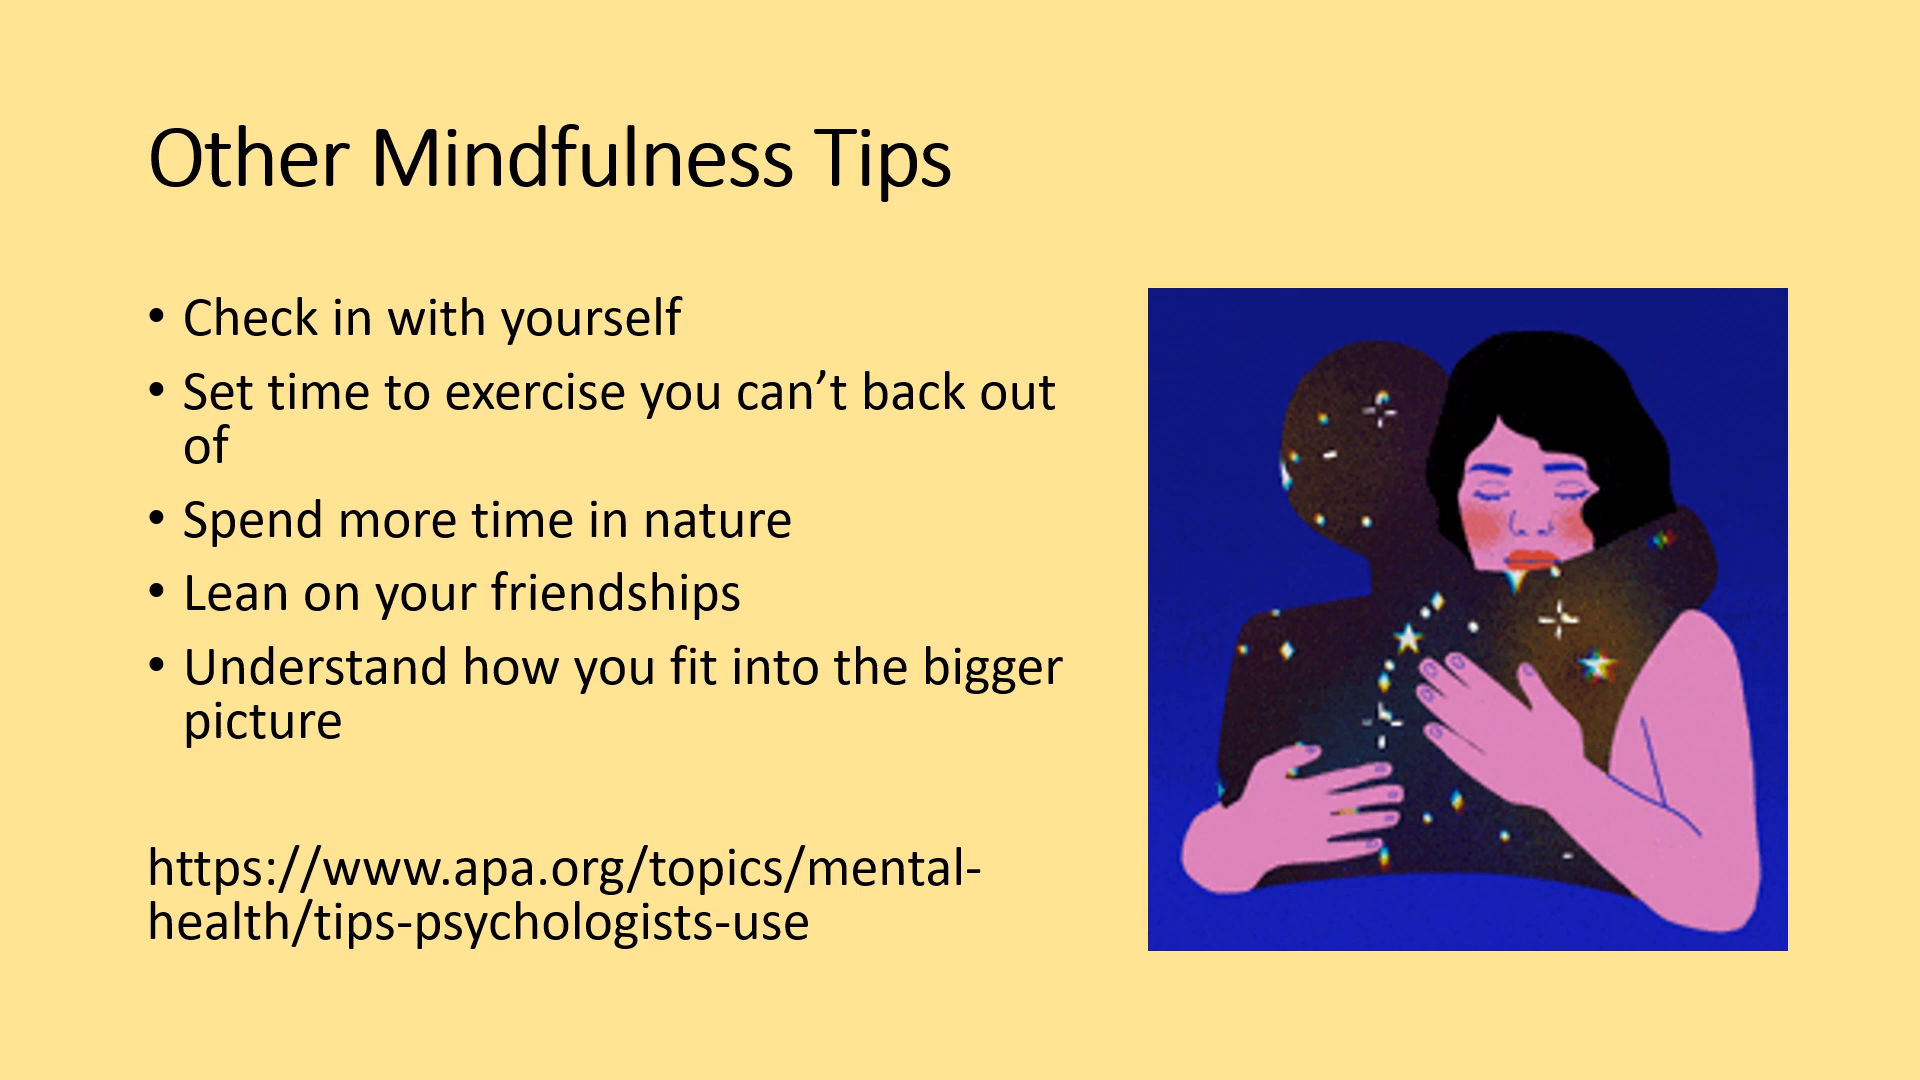 Other Mindfulness Tips
• Check in with yourself
• Set time to exercise you can’t back out
of
• Spend more time in nature
• Lean on your friendships
• Understand how you fit into the bigger
picture
https://www.apa.org/topics/mental-
health/tips-psychologists-use